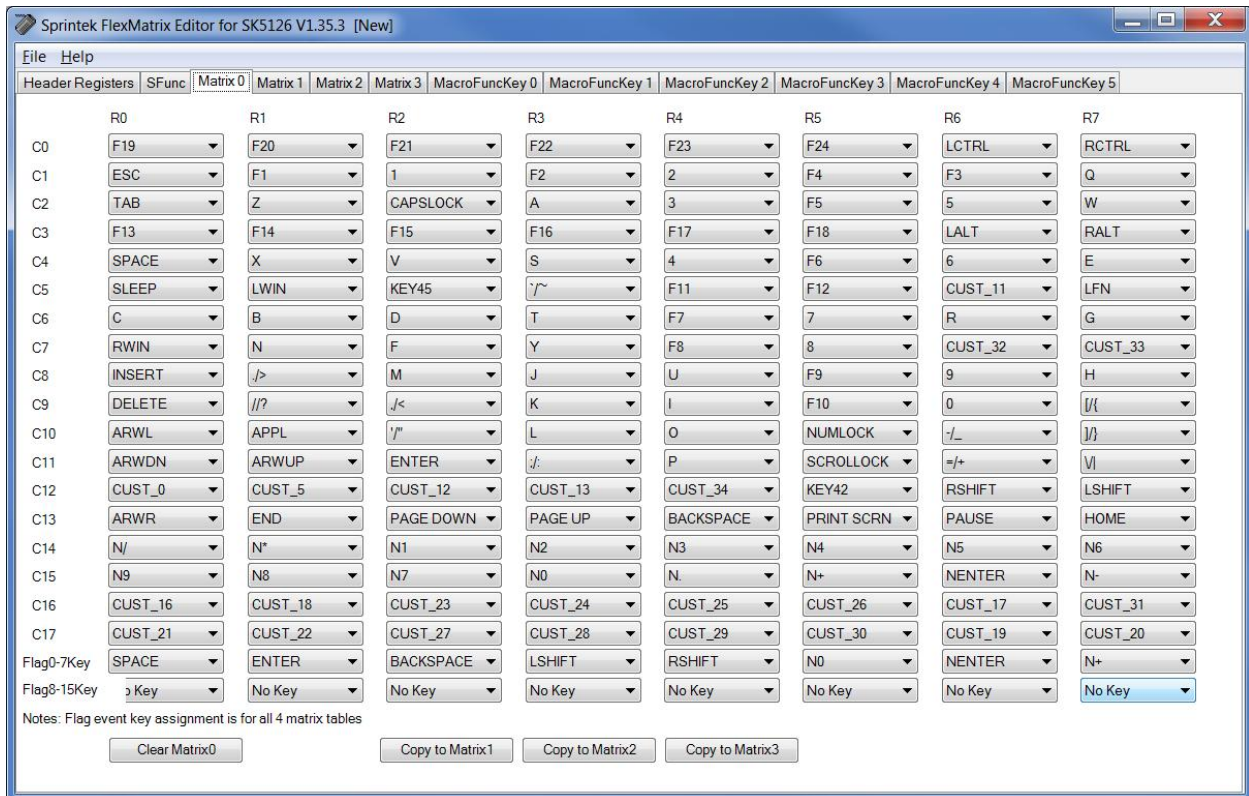 Sprintek FlexMatrix Editor for SK5126 V1.35.3 [New]
File Help
Header Registers SFunc Matrix 0 Matrix 1 Matrix 2 Matrix 3 MacroFuncKey 0 MacroFuncKey 1 MacroFuncKey 2 MacroFuncKey 3 MacroFuncKey 4 MacroFuncKey 5
R0 R1 R2 R3 R4 R5 R6 R7
C0 F19 F20 F21 F22 F23 F24 LCTRL RCTRL
C1 ESC F1 1 F2 2 F4 F3 Q
C2 TAB Z CAPSLOCK A 3 F5 5 W
C3 F13 F14 F15 F16 F17 F18 LALT RALT
C4 SPACE X V S 4 F6 6 E
C5 SLEEP LWIN KEY45 `/~ F11 F12 CUST_11 LFN
C6 C B D T F7 7 R G
C7 RWIN N F Y F8 8 CUST_32 CUST_33
C8 INSERT ./> M J U F9 9 H
C9 DELETE //? ,/< K I F10 0 [/{
C10 ARWL APPL '/" L O NUMLOCK -/_ ]/}
C11 ARWDN ARWUP ENTER ;/: P SCROLLOCK =/+ \/|
C12 CUST_0 CUST_5 CUST_12 CUST_13 CUST_34 KEY42 RSHIFT LSHIFT
C13 ARWR END PAGE DOWN PAGE UP BACKSPACE PRINT SCRN PAUSE HOME
C14 N/ N* N1 N2 N3 N4 N5 N6
C15 N9 N8 N7 N0 N. N+ NENTER N-
C16 CUST_16 CUST_18 CUST_23 CUST_24 CUST_25 CUST_26 CUST_17 CUST_31
C17 CUST_21 CUST_22 CUST_27 CUST_28 CUST_29 CUST_30 CUST_19 CUST_20
Flag0-7Key SPACE ENTER BACKSPACE LSHIFT RSHIFT N0 NENTER N+
Flag8-15Key Key No Key No Key No Key No Key No Key No Key No Key
Notes: Flag event key assignment is for all 4 matrix tables
Clear Matrix0 Copy to Matrix1 Copy to Matrix2 Copy to Matrix3